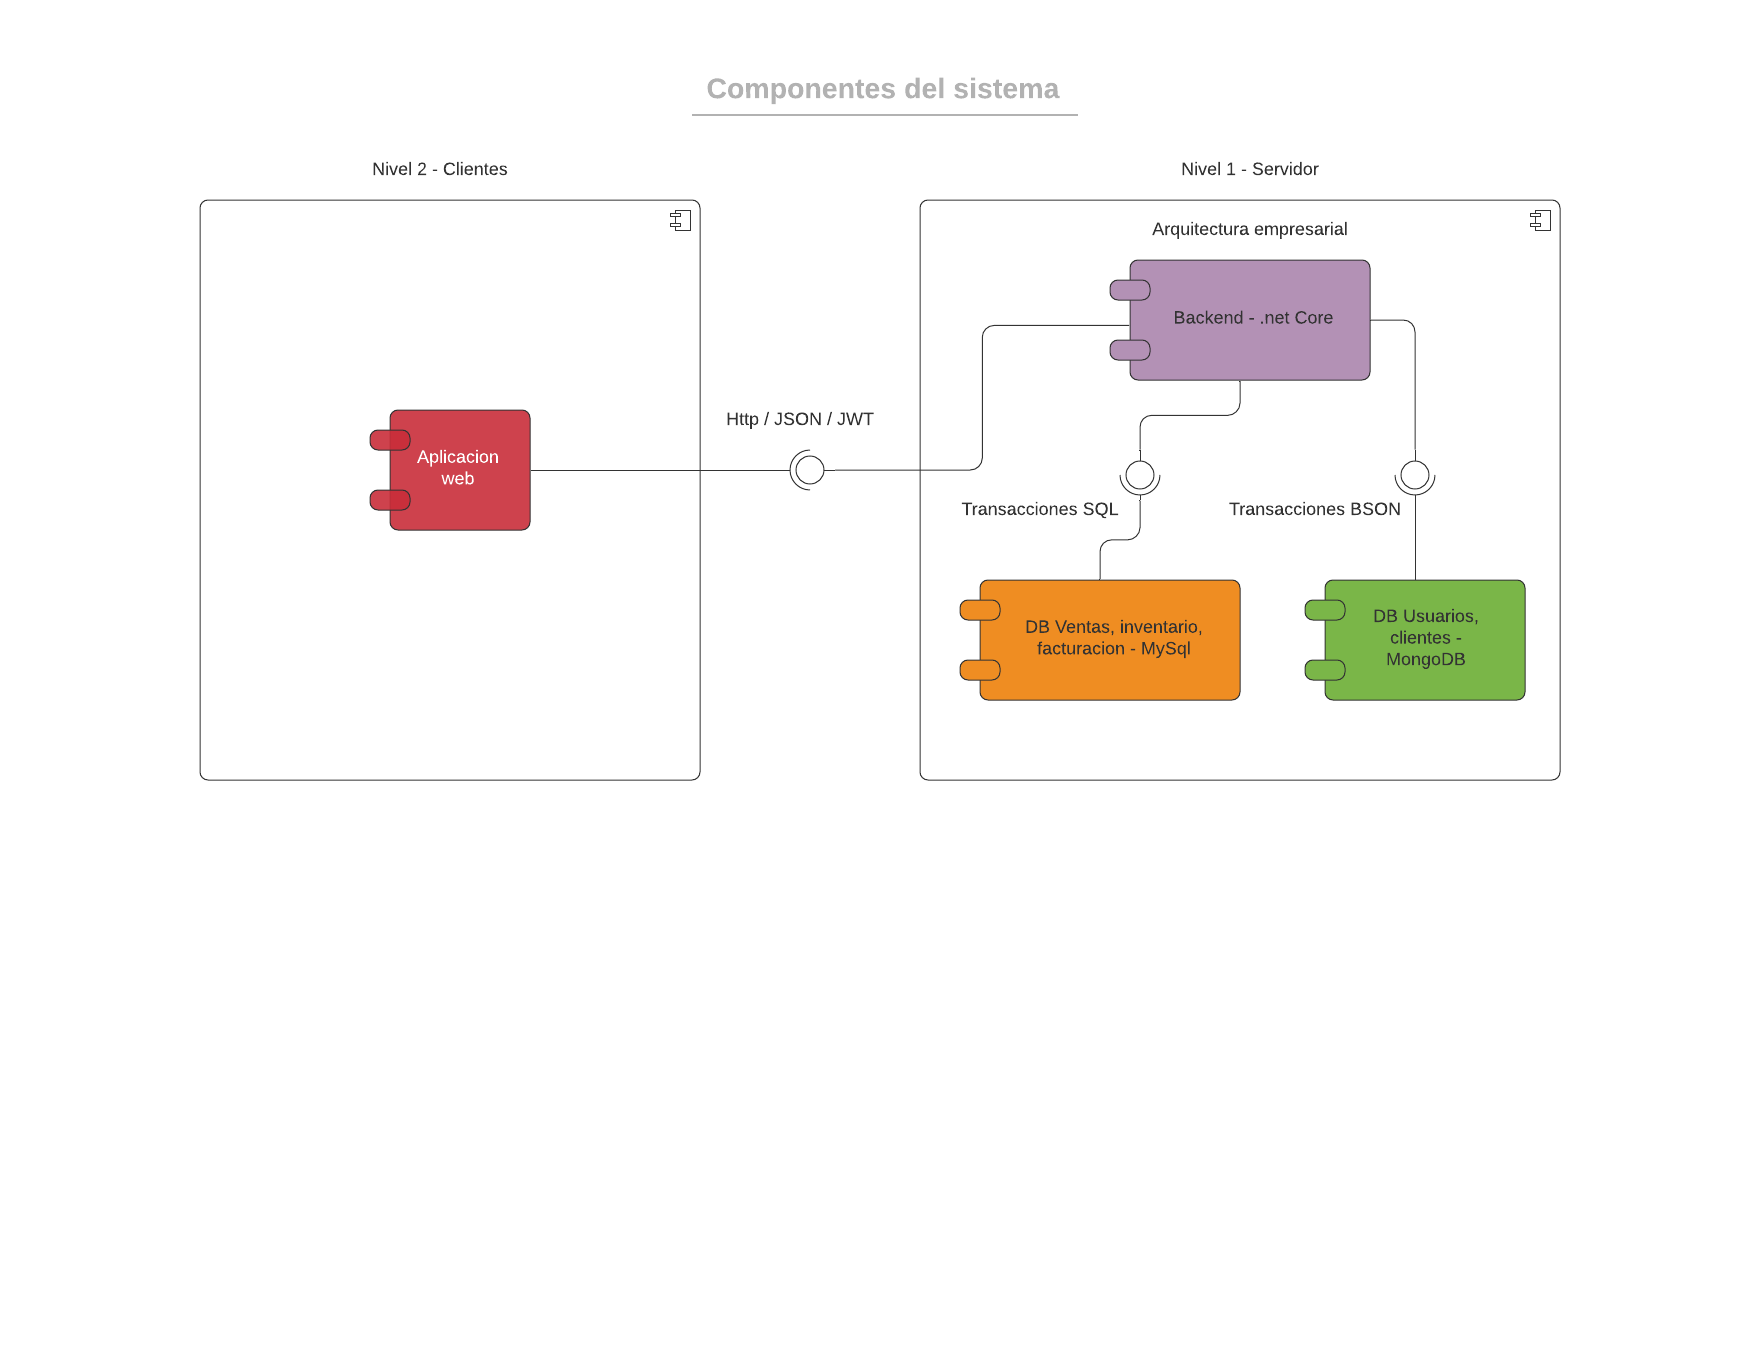 Componentes del sistema
Nivel 2 - Clientes
Nivel 1 - Servidor
Arquitectura empresarial
Backend - .net Core
Http / JSON / JWT
Aplicacion
web
Transacciones SQL
Transacciones BSON
DB Ventas, inventario,
facturacion - MySql
DB Usuarios,
clientes -
MongoDB